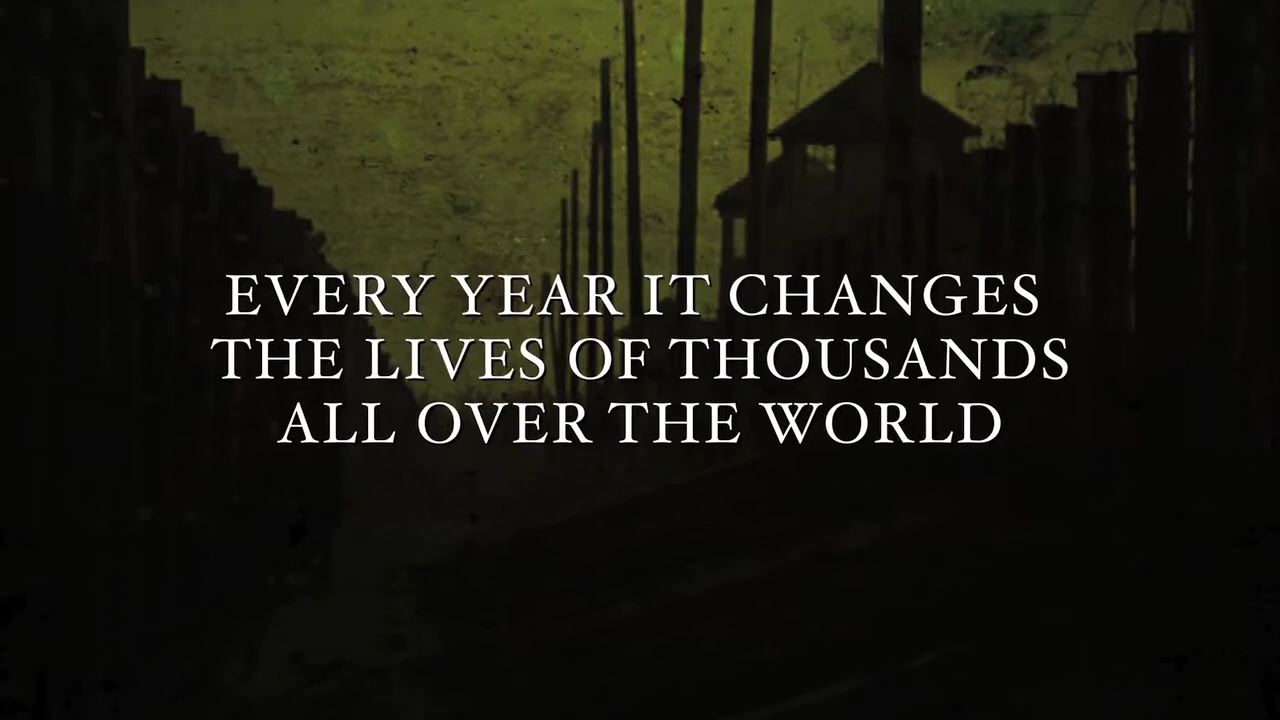 EVERY YEAR IT CHANGES
THE LIVES OF THOUSANDS
ALL OVER THE WORLD